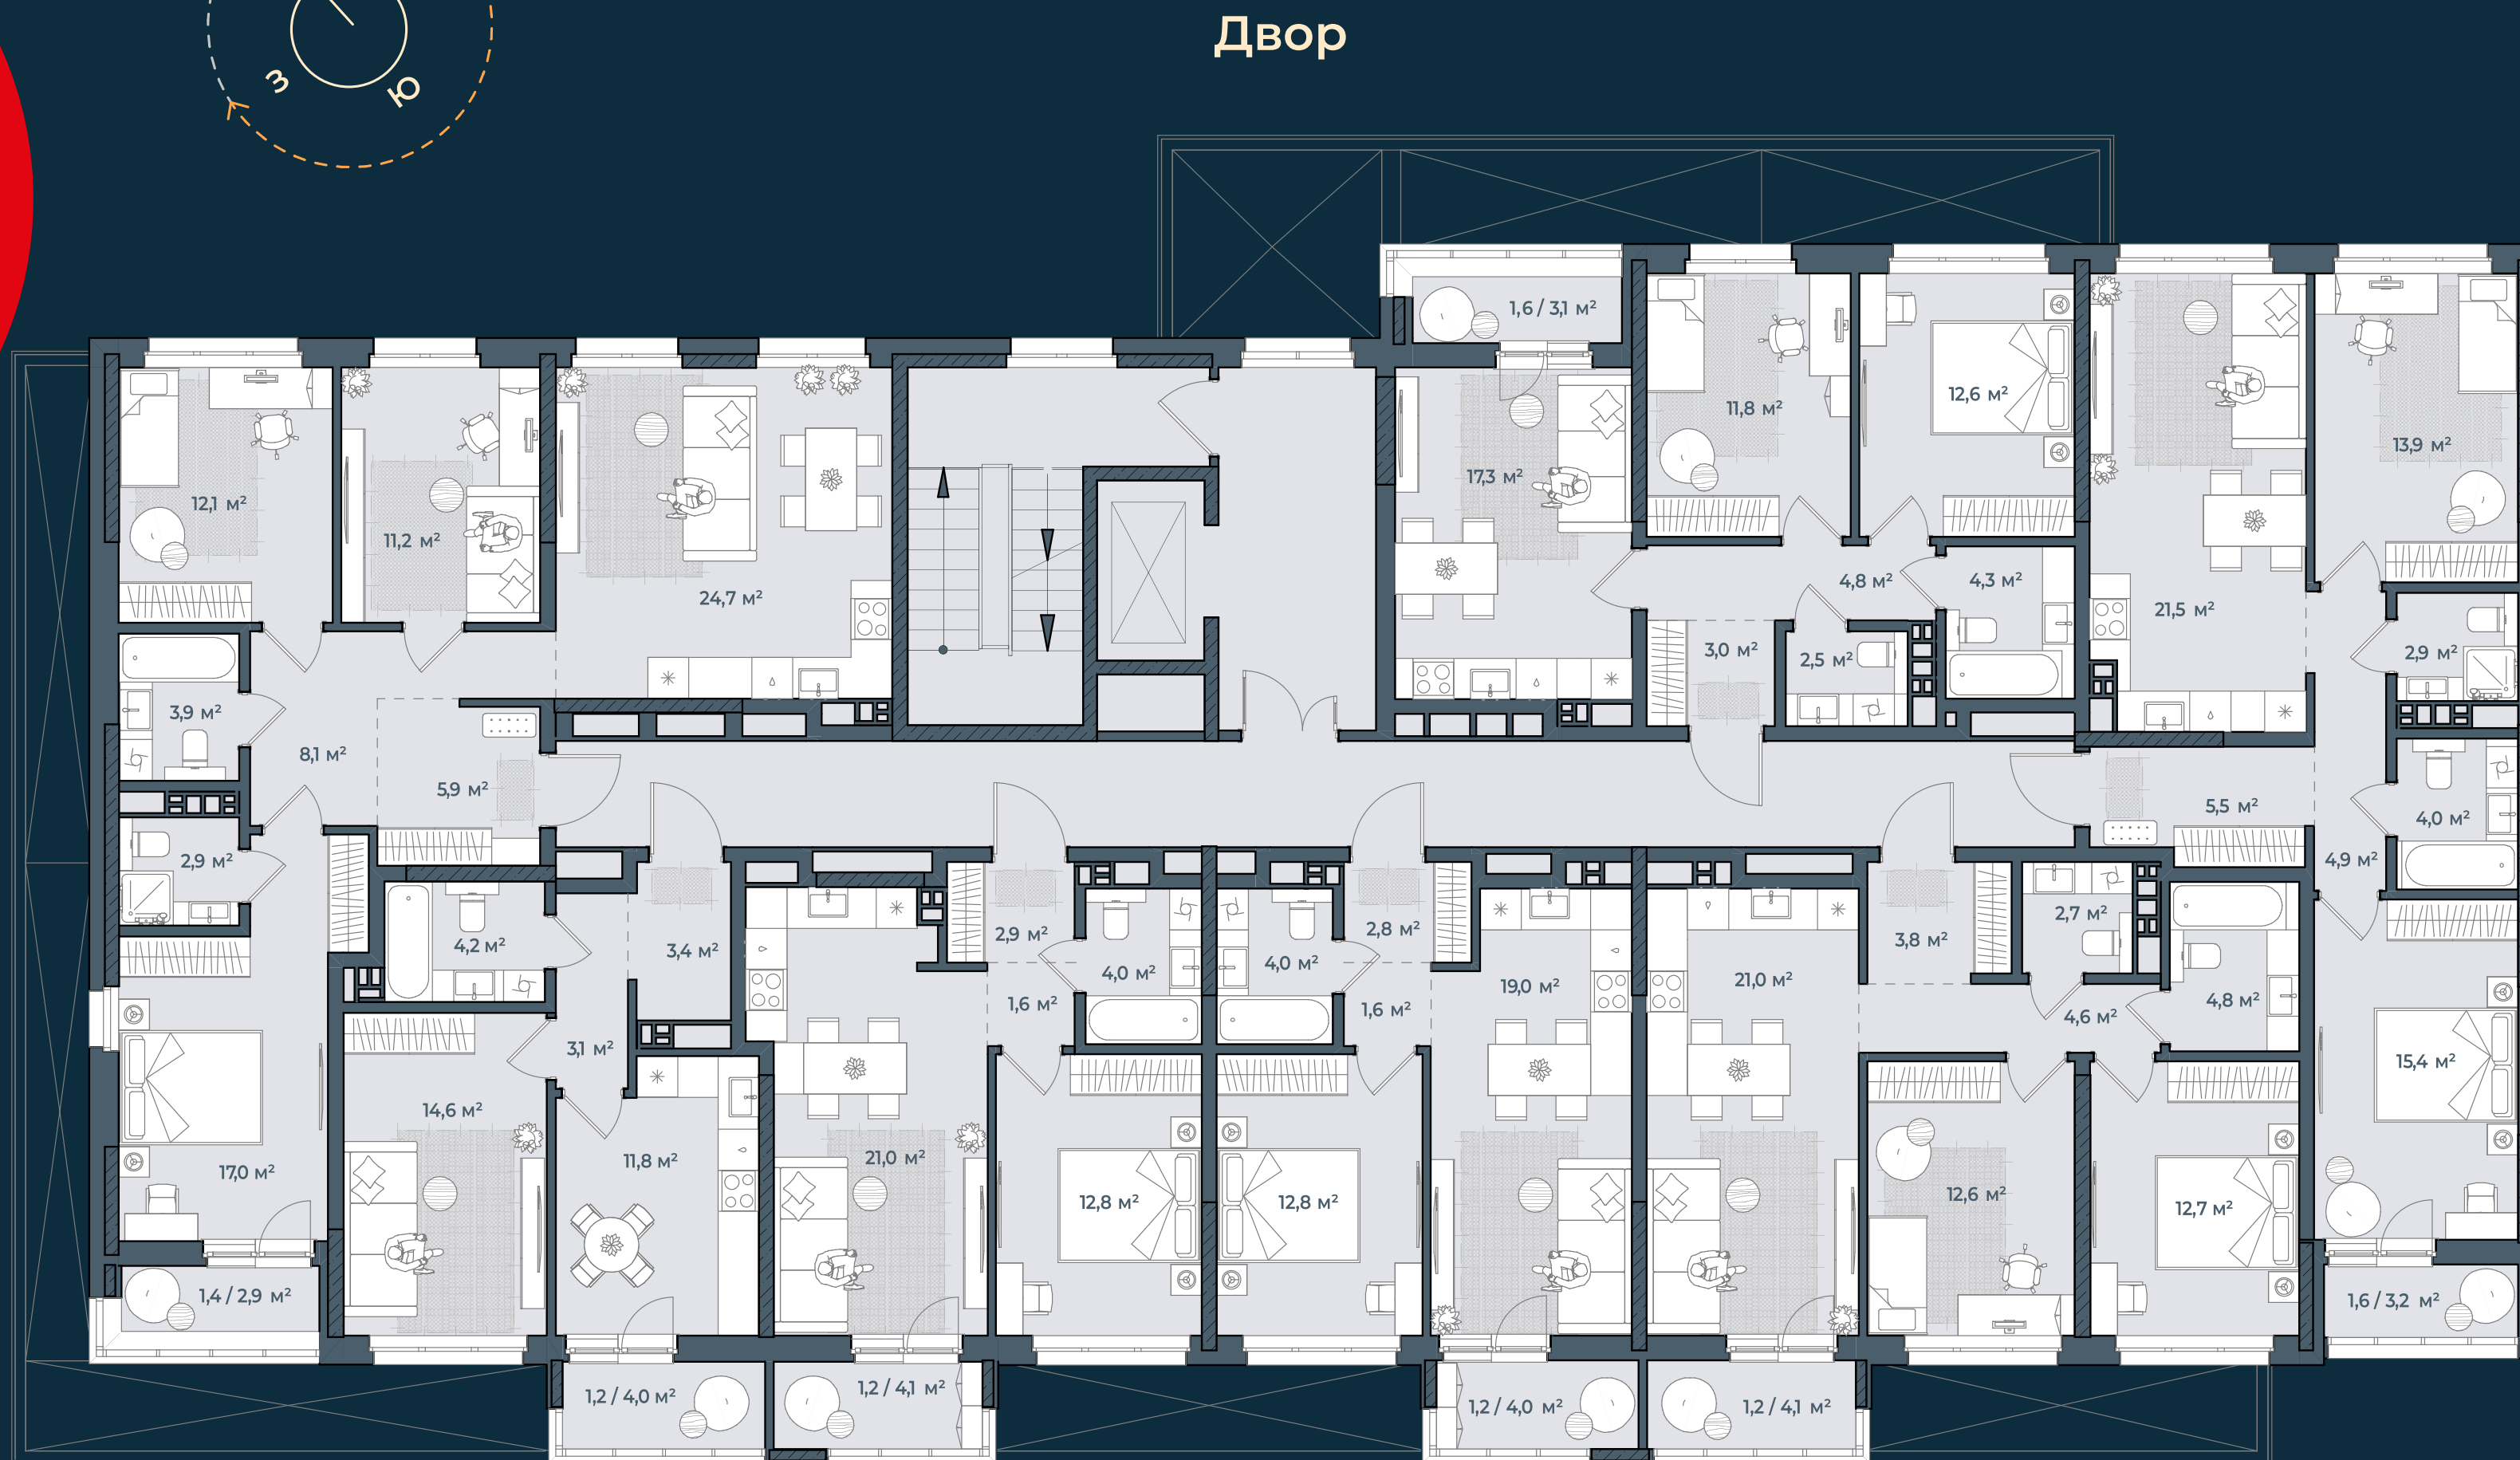 Двор
З
Ю
1,6 / 3,1 м²
12,6 м²
11,8 м²
13,9 м²
17,3 м²
12,1 м²
11,2 м²
24,7 м²
4,8 м²
4,3 м²
21,5 м²
3,0 м²
2,5 м²
2,9 м²
3,9 м²
8,1 м²
5,9 м²
5,5 м²
4,0 м²
2,9 м²
4,9 м²
4,2 м²
3,4 м²
2,9 м²
4,0 м²
4,0 м²
2,8 м²
3,8 м²
2,7 м²
19,0 м²
21,0 м²
1,6 м²
1,6 м²
4,6 м²
4,8 м²
3,1 м²
15,4 м²
14,6 м²
11,8 м²
21,0 м²
17,0 м²
12,8 м²
12,8 м²
12,6 м²
12,7 м²
1,4 / 2,9 м²
1,6 / 3,2 м²
1,2 / 4,0 м²
1,2 / 4,1 м²
1,2 / 4,0 м²
1,2 / 4,1 м²